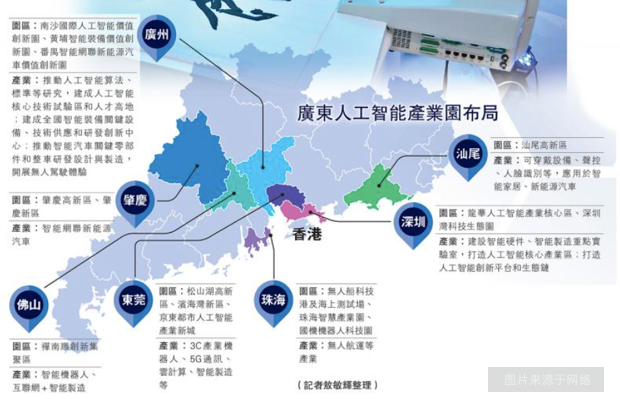 廣州
園區：南沙國際人工智能價值
創新園、黃埔智能裝備價值創
新園、番禺智能網聯新能源汽
車價值創新園
產業：推動人工智能算法、
標準等研究，建成人工智能
核心技術試驗區和人才高地
；建成全國智能裝備關鍵設
備、技術供應和研發創新中
心；推動智能汽車關鍵零部
件和整車研發設計與製造，
開展無人駕駛體驗
廣東人工智能產業園布局
汕尾
園區：汕尾高新區
產業：可穿戴設備、聲控
、人臉識別等，應用於智
能家居、新能源汽車
肇慶
園區：肇慶高新區、肇
慶新區
產業：智能網聯新能源
汽車
深圳
園區：龍華人工智能產業核心區、深圳
灣科技生態園
產業：建設智能硬件、智能製造重點實
驗室，打造人工智能核心產業區；打造
人工智能創新平台和生態鏈
香港
佛山
園區：禪南順創新集
聚區
產業：智能機器人、
互聯網＋智能製造
東莞
園區：松山湖高新
區、濱海灣新區、
京東都市人工智能
產業新城
產業：3C產業機
器人、5G通訊、
雲計算、智能製造
等
珠海
園區：無人船科技
港及海上測試場、
珠海智慧產業園、
國機機器人科技園
產業：無人航運等
產業
（記者敖敏輝整理）
图片来源于网络